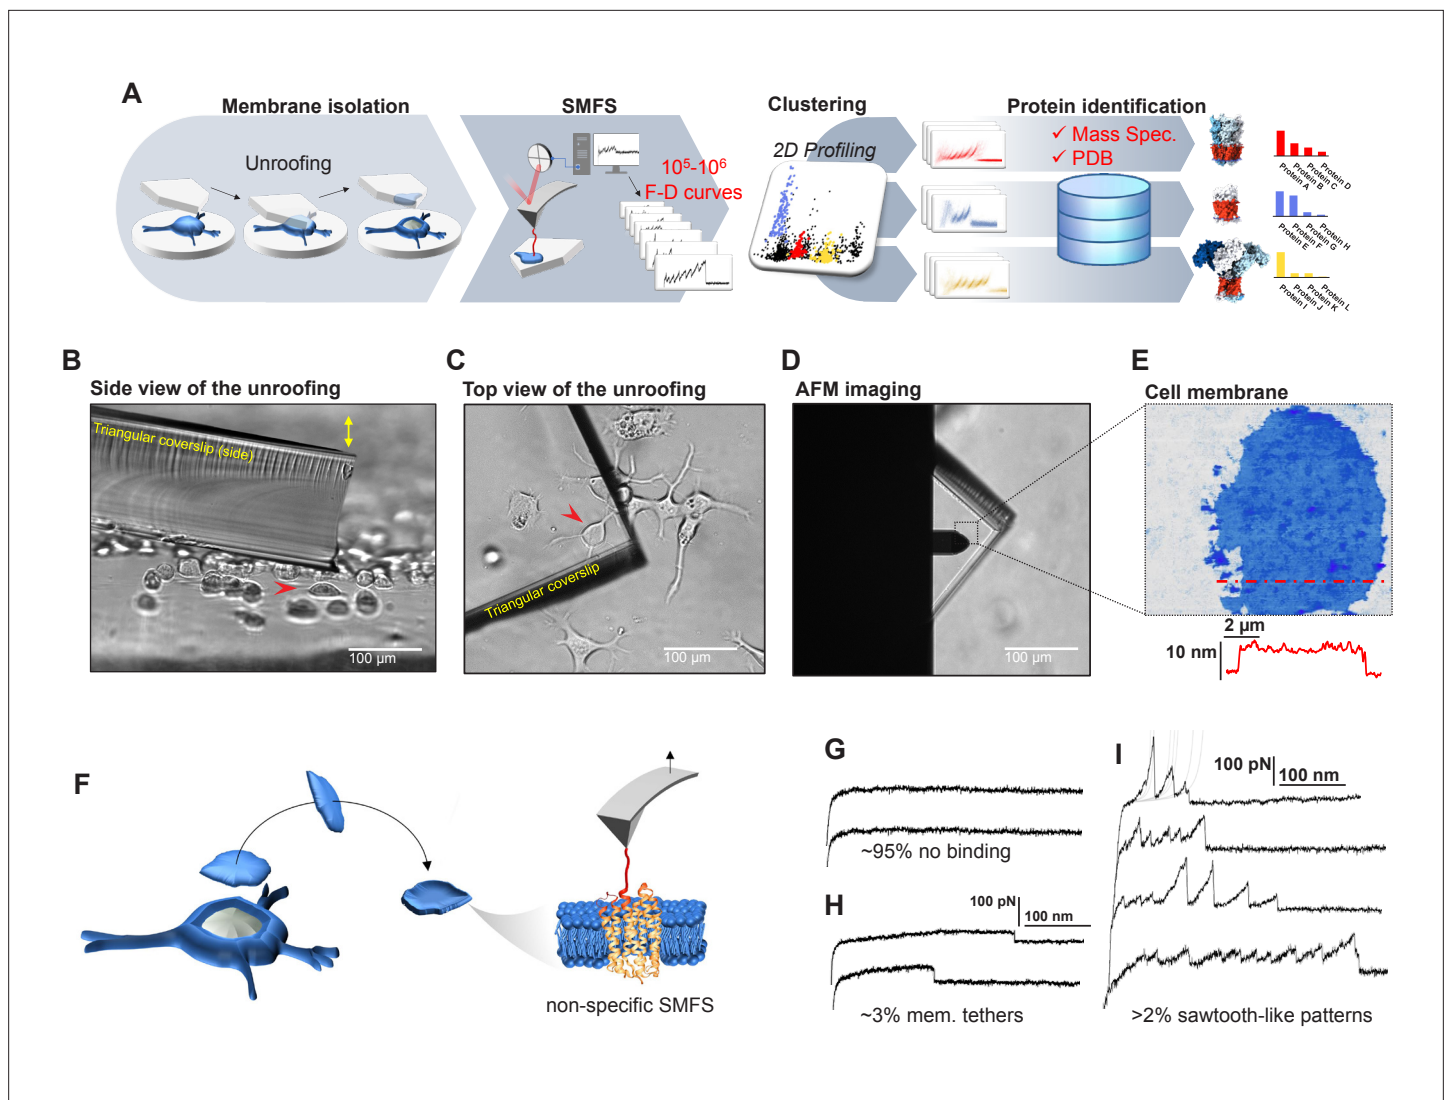 A
Membrane isolation
SMFS
Clustering
Protein identification
Unroofing
10⁵-10⁶
F-D curves
2D Profiling
✓ Mass Spec.
✓ PDB
Protein A
Protein B
Protein C
Protein D
Protein E
Protein F
Protein G
Protein H
Protein I
Protein J
Protein K
Protein L
B
Side view of the unroofing
Triangular coverslip (side)
100 µm
C
Top view of the unroofing
Triangular coverslip
100 µm
D
AFM imaging
100 µm
E
Cell membrane
2 µm
10 nm
F
non-specific SMFS
G
~95% no binding
H
100 pN
100 nm
~3% mem. tethers
I
100 pN
100 nm
>2% sawtooth-like patterns